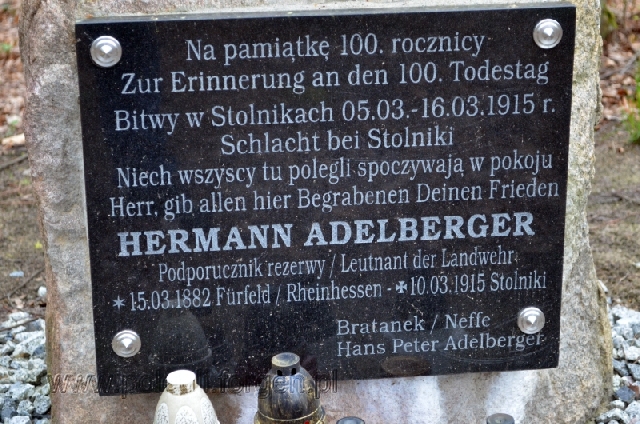 Na pamiątkę 100. rocznicy
Zur Erinnerung an den 100. Todestag
Bitwy w Stolnikach 05.03.-16.03.1915 r.
Schlacht bei Stolniki
Niech wszyscy tu polegli spoczywają w pokoju
Herr, gib allen hier Begrabenen Deinen Frieden
HERMANN ADELBERGER
Podporucznik rezerwy / Leutnant der Landwehr
* 15.03.1882 Fürfeld / Rheinhessen - ✠ 10.03.1915 Stolniki
Bratanek / Neffe
Hans Peter Adelberger